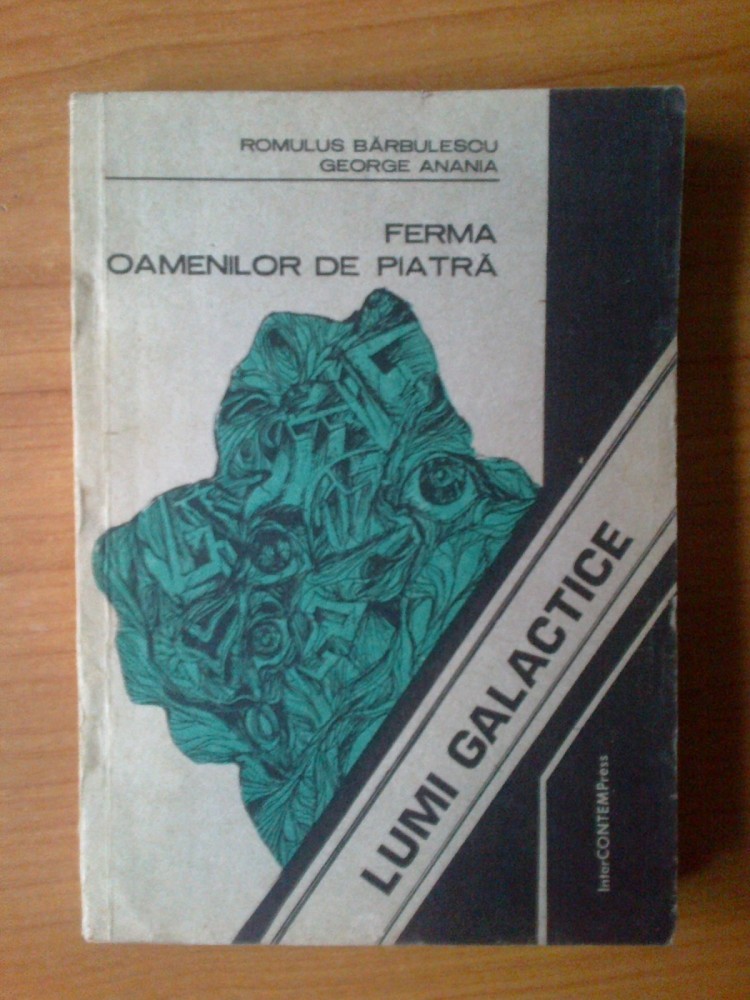 ROMULUS BĂRBULESCU
GEORGE ANANIA
FERMA
OAMENILOR DE PIATRĂ
LUMI GALACTICE
InterCONTEMPress